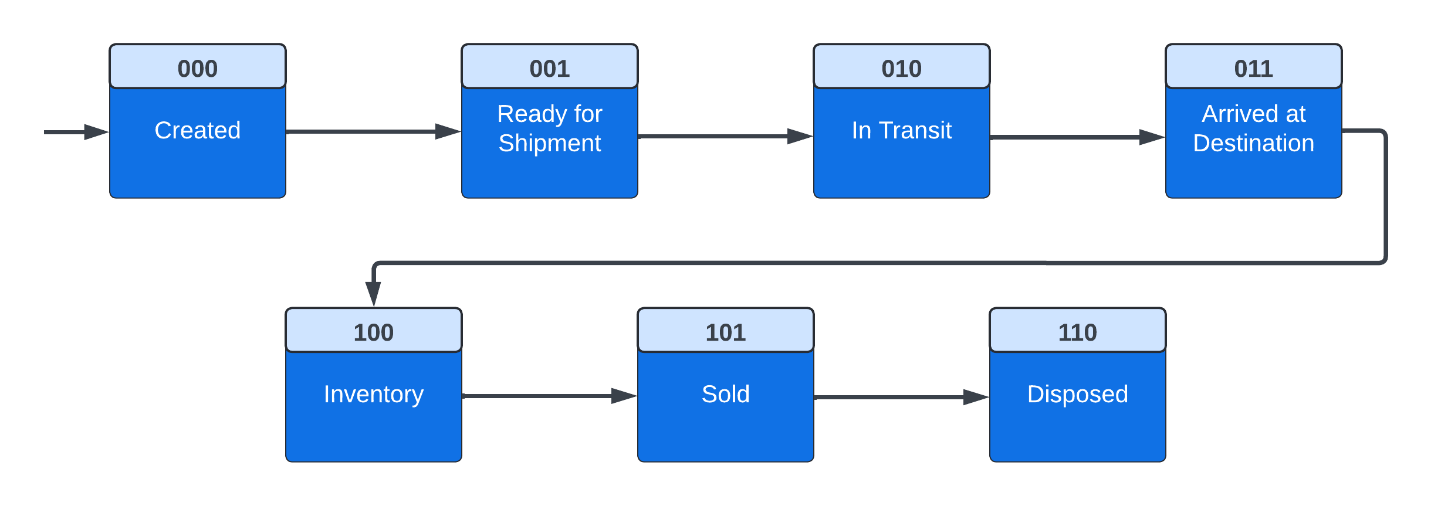 000
Created
001
Ready for
Shipment
010
In Transit
011
Arrived at
Destination
100
Inventory
101
Sold
110
Disposed